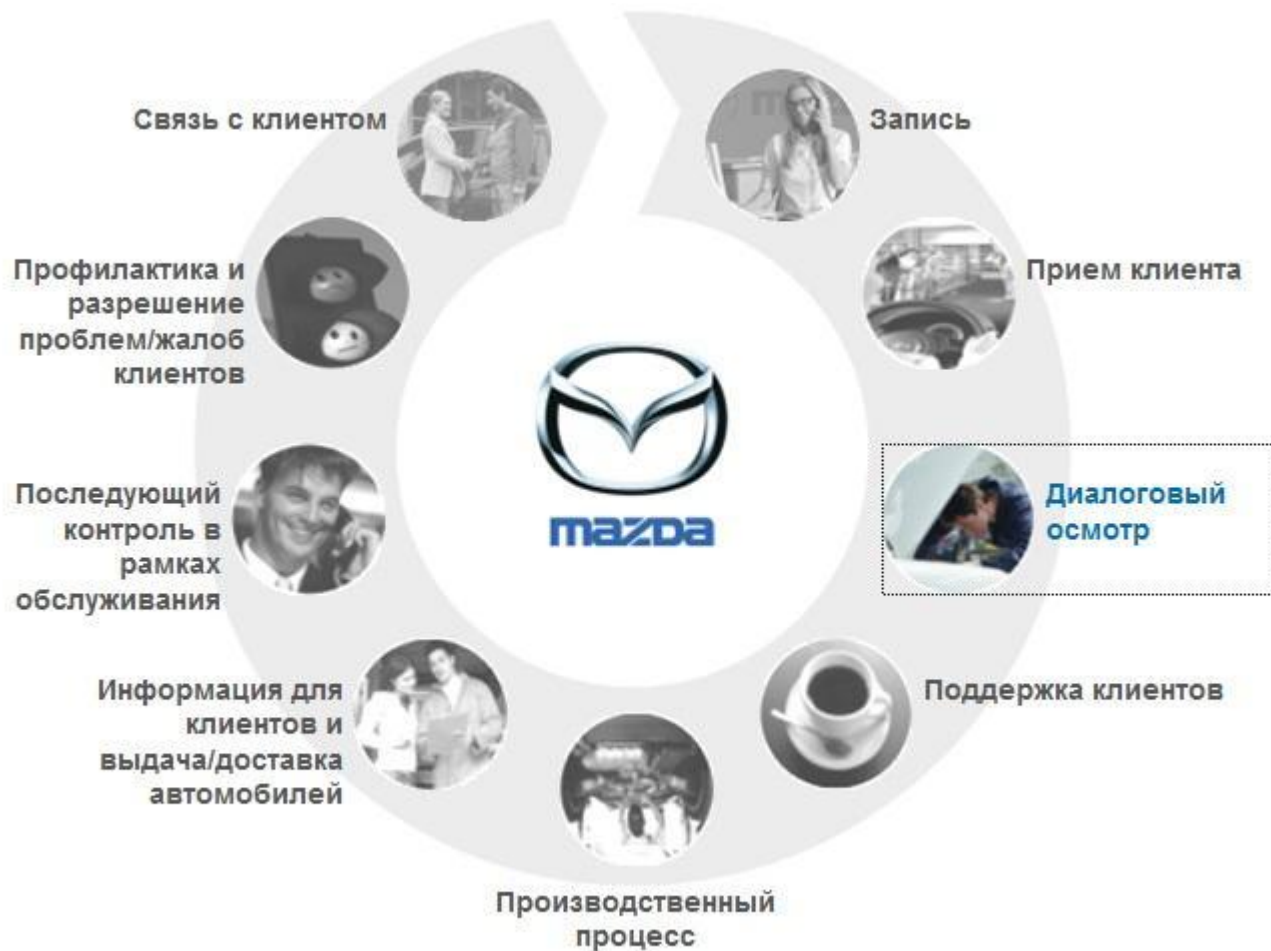 Связь с клиентом
Запись
Профилактика и
разрешение
проблем/жалоб
клиентов
Прием клиента
mazda
Последующий
контроль в
рамках
обслуживания
Диалоговый
осмотр
Информация для
клиентов и
выдача/доставка
автомобилей
Поддержка клиентов
Производственный
процесс